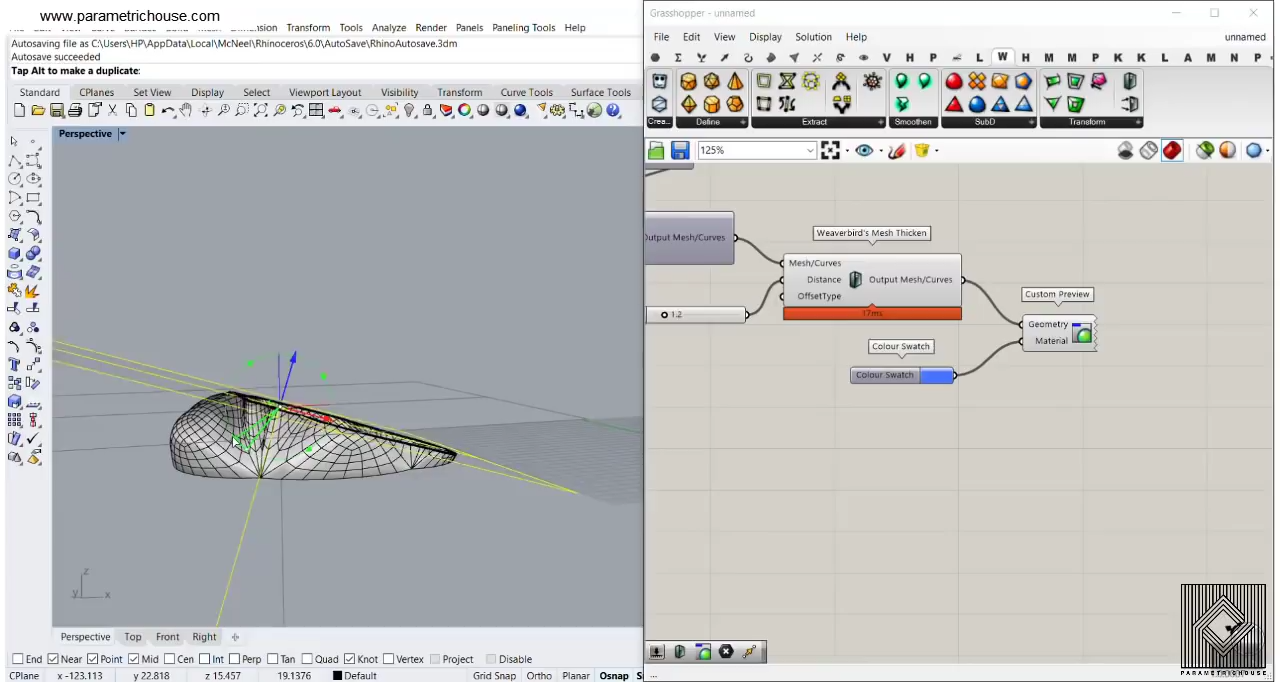 www.parametrichouse.com
Transform Tools Analyze Render Panels Paneling Tools Help
Autosaving file as C:\Users\HP\AppData\Local\McNeel\Rhinoceros\6.0\AutoSave\RhinoAutosave.3dm
Autosave succeeded
Tap Alt to make a duplicate:
Standard CPlanes Set View Display Select Viewport Layout Visibility Transform Curve Tools Surface Tools
Perspective
z
y x
Perspective Top Front Right
End Near Point Mid Cen Int Perp Tan Quad Knot Vertex Project Disable
CPlane x -123.113 y 22.818 z 15.457 19.1376 Default Grid Snap Ortho Planar Osnap
Grasshopper - unnamed
File Edit View Display Solution Help unnamed
V H P L W H M M P K K L A M W N P
Crea... Define Extract Smoothen SubD Transform
125%
Weaverbird's Mesh Thicken
Output Mesh/Curves
Mesh/Curves
Distance Output Mesh/Curves
OffsetType
1.2
17ms
Custom Preview
Geometry
Material
Colour Swatch
Colour Swatch
PARAMETRICHOUSE
...